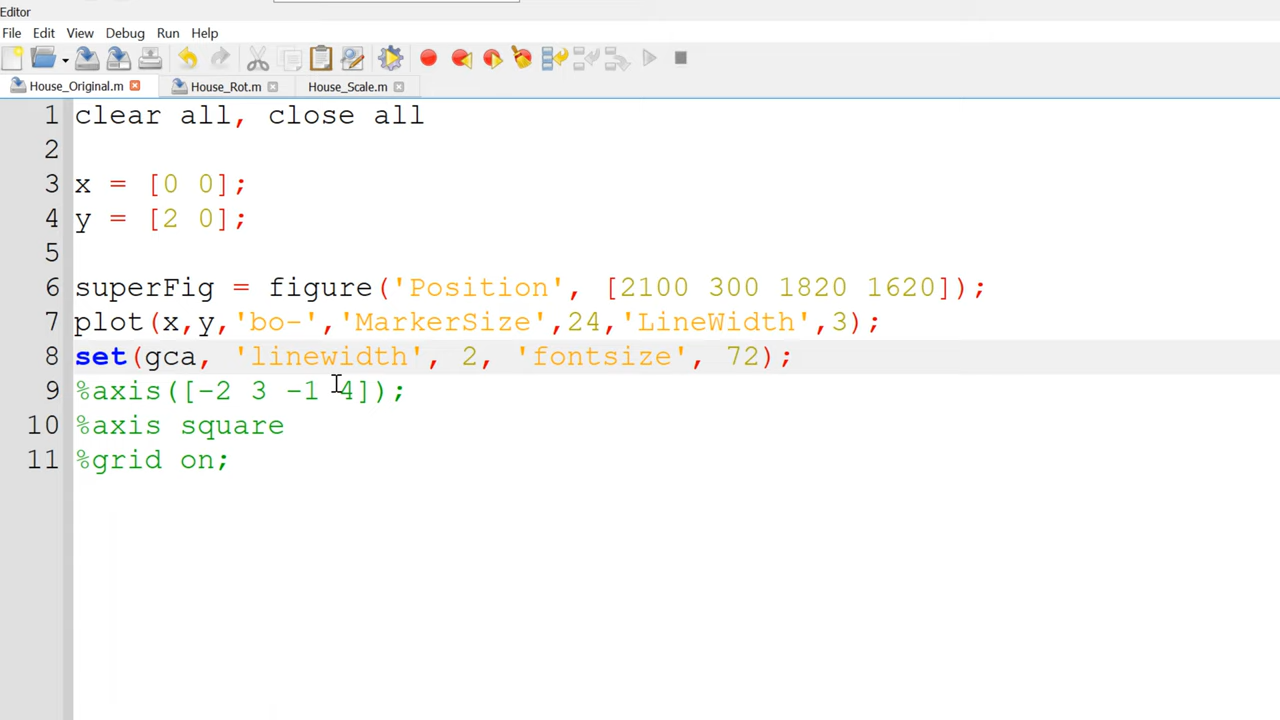 Editor
File Edit View Debug Run Help
House_Original.m House_Rot.m House_Scale.m
1 clear all, close all
2
3 x = [0 0];
4 y = [2 0];
5
6 superFig = figure('Position', [2100 300 1820 1620]);
7 plot(x,y,'bo-','MarkerSize',24,'LineWidth',3);
8 set(gca, 'linewidth', 2, 'fontsize', 72);
9 %axis([-2 3 -1 4]);
10 %axis square
11 %grid on;